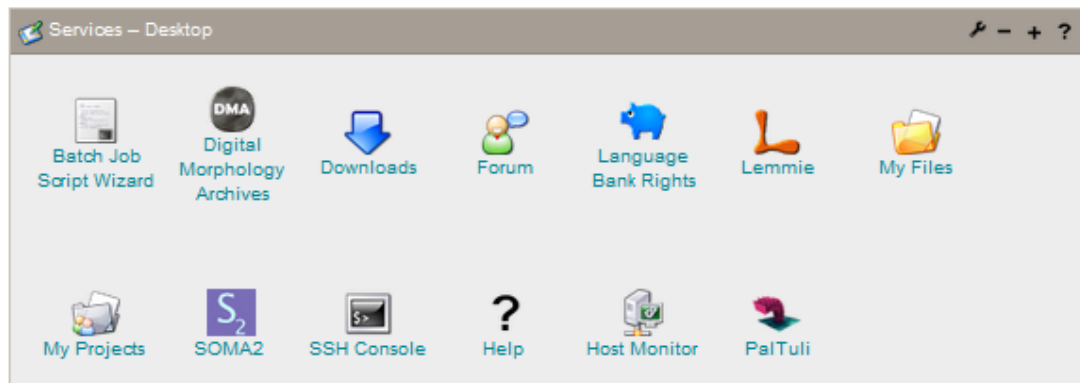 Services – Desktop
Batch Job
Script Wizard
DMA
Digital
Morphology
Archives
Downloads
Forum
Language
Bank Rights
Lemmie
My Files
My Projects
S2
SOMA2
$>
SSH Console
?
Help
Host Monitor
PalTuli